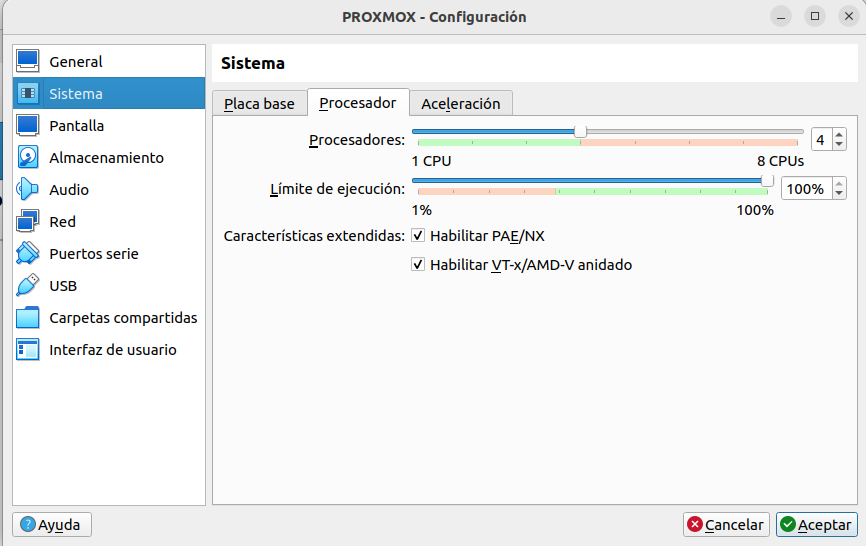 PROXMOX - Configuración
General
Sistema
Pantalla
Almacenamiento
Audio
Red
Puertos serie
USB
Carpetas compartidas
Interfaz de usuario
Sistema
Placa base
Procesador
Aceleración
Procesadores:
4
1 CPU
8 CPUs
Límite de ejecución:
100%
1%
100%
Características extendidas:
Habilitar PAE/NX
Habilitar VT-x/AMD-V anidado
Ayuda
Cancelar
Aceptar